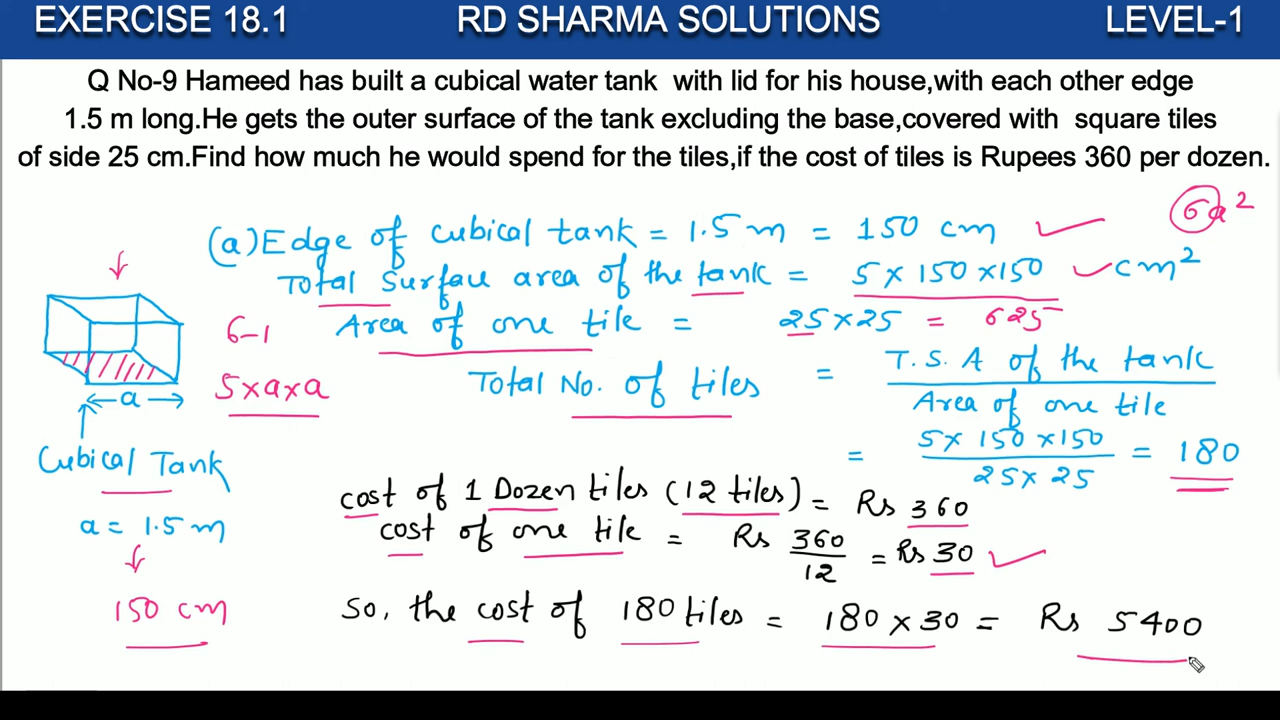 EXERCISE 18.1 RD SHARMA SOLUTIONS LEVEL-1
Q No-9 Hameed has built a cubical water tank with lid for his house,with each other edge
1.5 m long.He gets the outer surface of the tank excluding the base,covered with square tiles
of side 25 cm.Find how much he would spend for the tiles,if the cost of tiles is Rupees 360 per dozen.
6a²
(a) Edge of cubical tank = 1.5 m = 150 cm
Total Surface area of the tank = 5 x 150 x 150 cm²
6-1
Area of one tile = 25 x 25 = 625
5 x a x a
Total No. of tiles = T.S.A of the tank / Area of one tile
a
= 5 x 150 x 150 / 25 x 25 = 180
Cubical Tank
cost of 1 Dozen tiles (12 tiles) = Rs 360
a = 1.5 m
cost of one tile = Rs 360/12 = Rs 30
150 cm
So, the cost of 180 tiles = 180 x 30 = Rs 5400